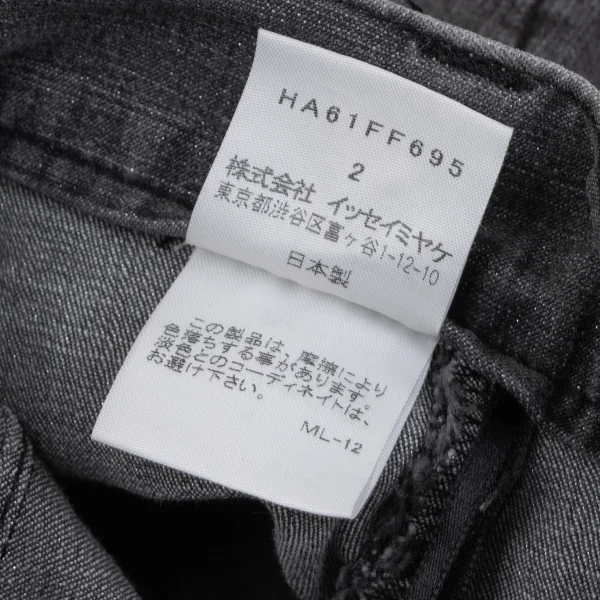 HA61FF695
2
株式会社 イッセイミヤケ
東京都渋谷区富ヶ谷1-12-10
日本製
この製品は、摩擦により
色落ちする事があります。
淡色とのコーディネイトは、
お避け下さい。
ML-12